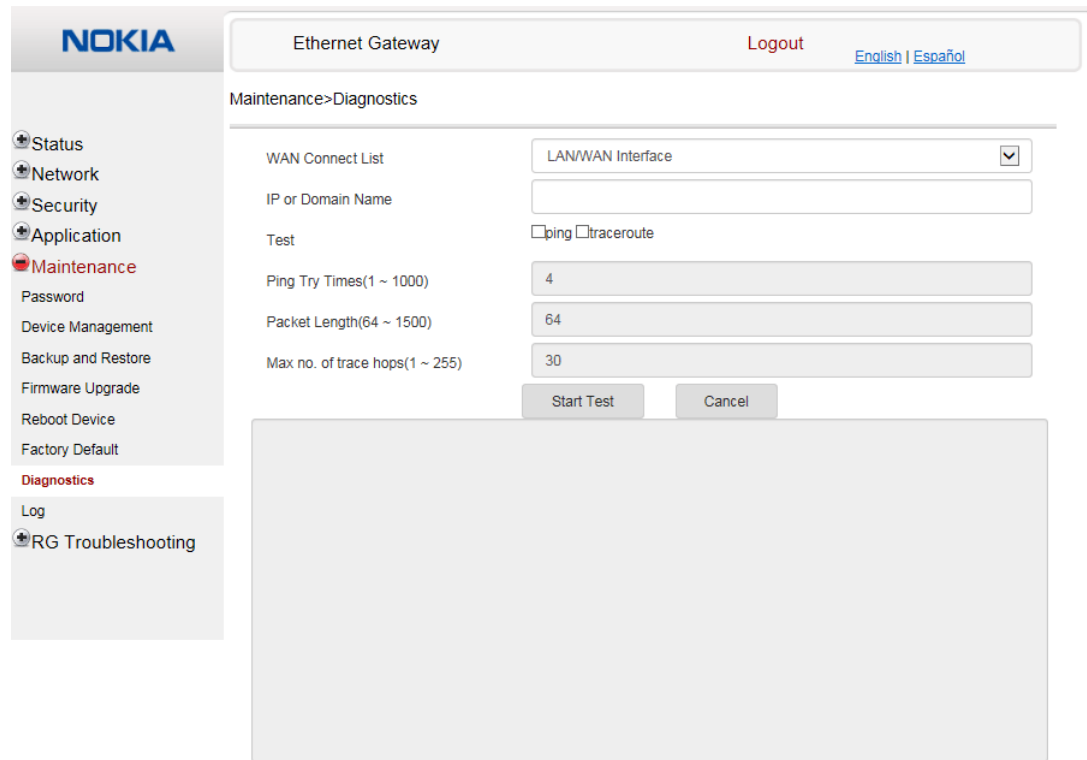 NOKIA
Ethernet Gateway
Logout
English | Español
Maintenance>Diagnostics
Status
Network
Security
Application
Maintenance
Password
Device Management
Backup and Restore
Firmware Upgrade
Reboot Device
Factory Default
Diagnostics
Log
RG Troubleshooting
WAN Connect List
LAN/WAN Interface
IP or Domain Name
Test
ping traceroute
Ping Try Times(1 ~ 1000)
4
Packet Length(64 ~ 1500)
64
Max no. of trace hops(1 ~ 255)
30
Start Test
Cancel